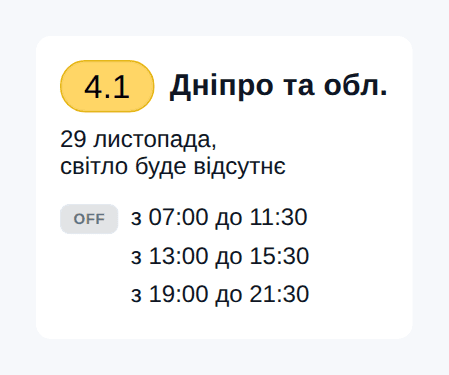 4.1 Дніпро та обл.
29 листопада,
світло буде відсутнє
OFF з 07:00 до 11:30
з 13:00 до 15:30
з 19:00 до 21:30